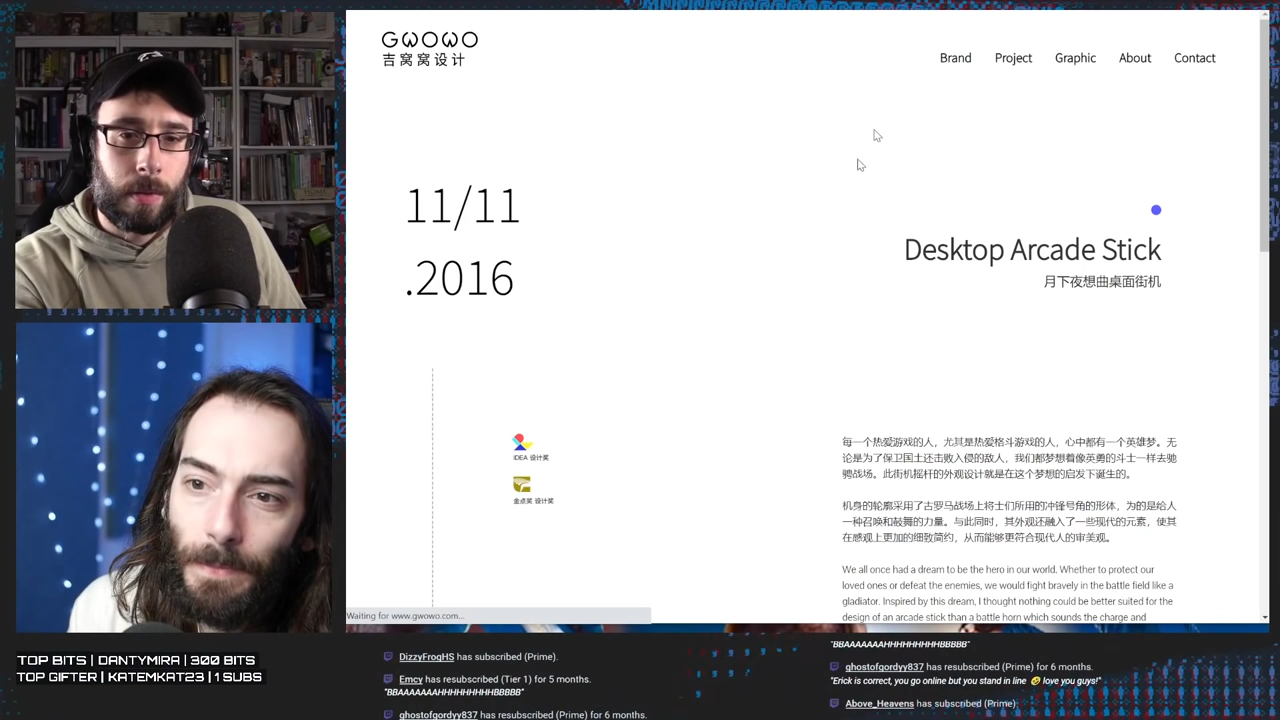 GWOWO
吉窝窝设计
Brand
Project
Graphic
About
Contact
11/11
.2016
Desktop Arcade Stick
月下夜想曲桌面街机
IDEA 设计奖
金点奖 设计奖
每一个热爱游戏的人，尤其是热爱格斗游戏的人，心中都有一个英雄梦。无
论是为了保卫国土还击败入侵的敌人，我们都梦想着像英勇的斗士一样去驰
骋战场。此街机摇杆的外观设计就是在这个梦想的启发下诞生的。
机身的轮廓采用了古罗马战场上将士们所用的冲锋号角的形体，为的是给人
一种召唤和鼓舞的力量。与此同时，其外观还融入了一些现代的元素，使其
在感观上更加的细致简约，从而能够更符合现代人的审美观。
We all once had a dream to be the hero in our world. Whether to protect our
loved ones or defeat the enemies, we would fight bravely in the battle field like a
gladiator. Inspired by this dream, I thought nothing could be better suited for the
design of an arcade stick than a battle horn which sounds the charge and
Waiting for www.gwowo.com...
TOP BITS | DANTYMIRA | 300 BITS
TOP GIFTER | KATEMKAT23 | 1 SUBS
DizzyFrogHS has subscribed (Prime).
Emcy has resubscribed (Tier 1) for 5 months.
"BBAAAAAAAHHHHHHHHHBBBBB"
ghostofgordyy837 has resubscribed (Prime) for 6 months.
"BBAAAAAAAHHHHHHHHHBBBBB"
ghostofgordyy837 has resubscribed (Prime) for 6 months.
"Erick is correct, you go online but you stand in line 🤣 love you guys!"
Above_Heavens has subscribed (Prime).